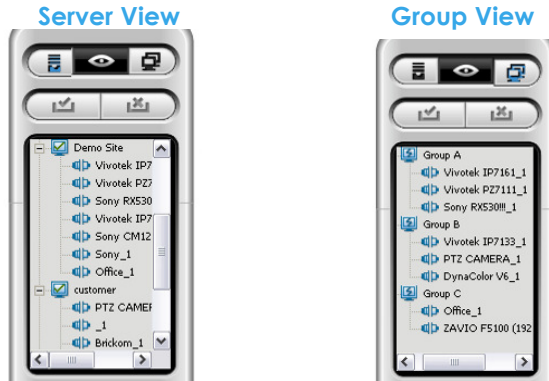 Server View
Demo Site
Vivotek IP7
Vivotek PZ7
Sony RX530
Vivotek IP7
Sony CM12
Sony_1
Office_1
customer
PTZ CAMER
_1
Brickom_1
Group View
Group A
Vivotek IP7161_1
Vivotek PZ7111_1
Sony RX530!!!_1
Group B
Vivotek IP7133_1
PTZ CAMERA_1
DynaColor V6_1
Group C
Office_1
ZAVIO F5100 (192